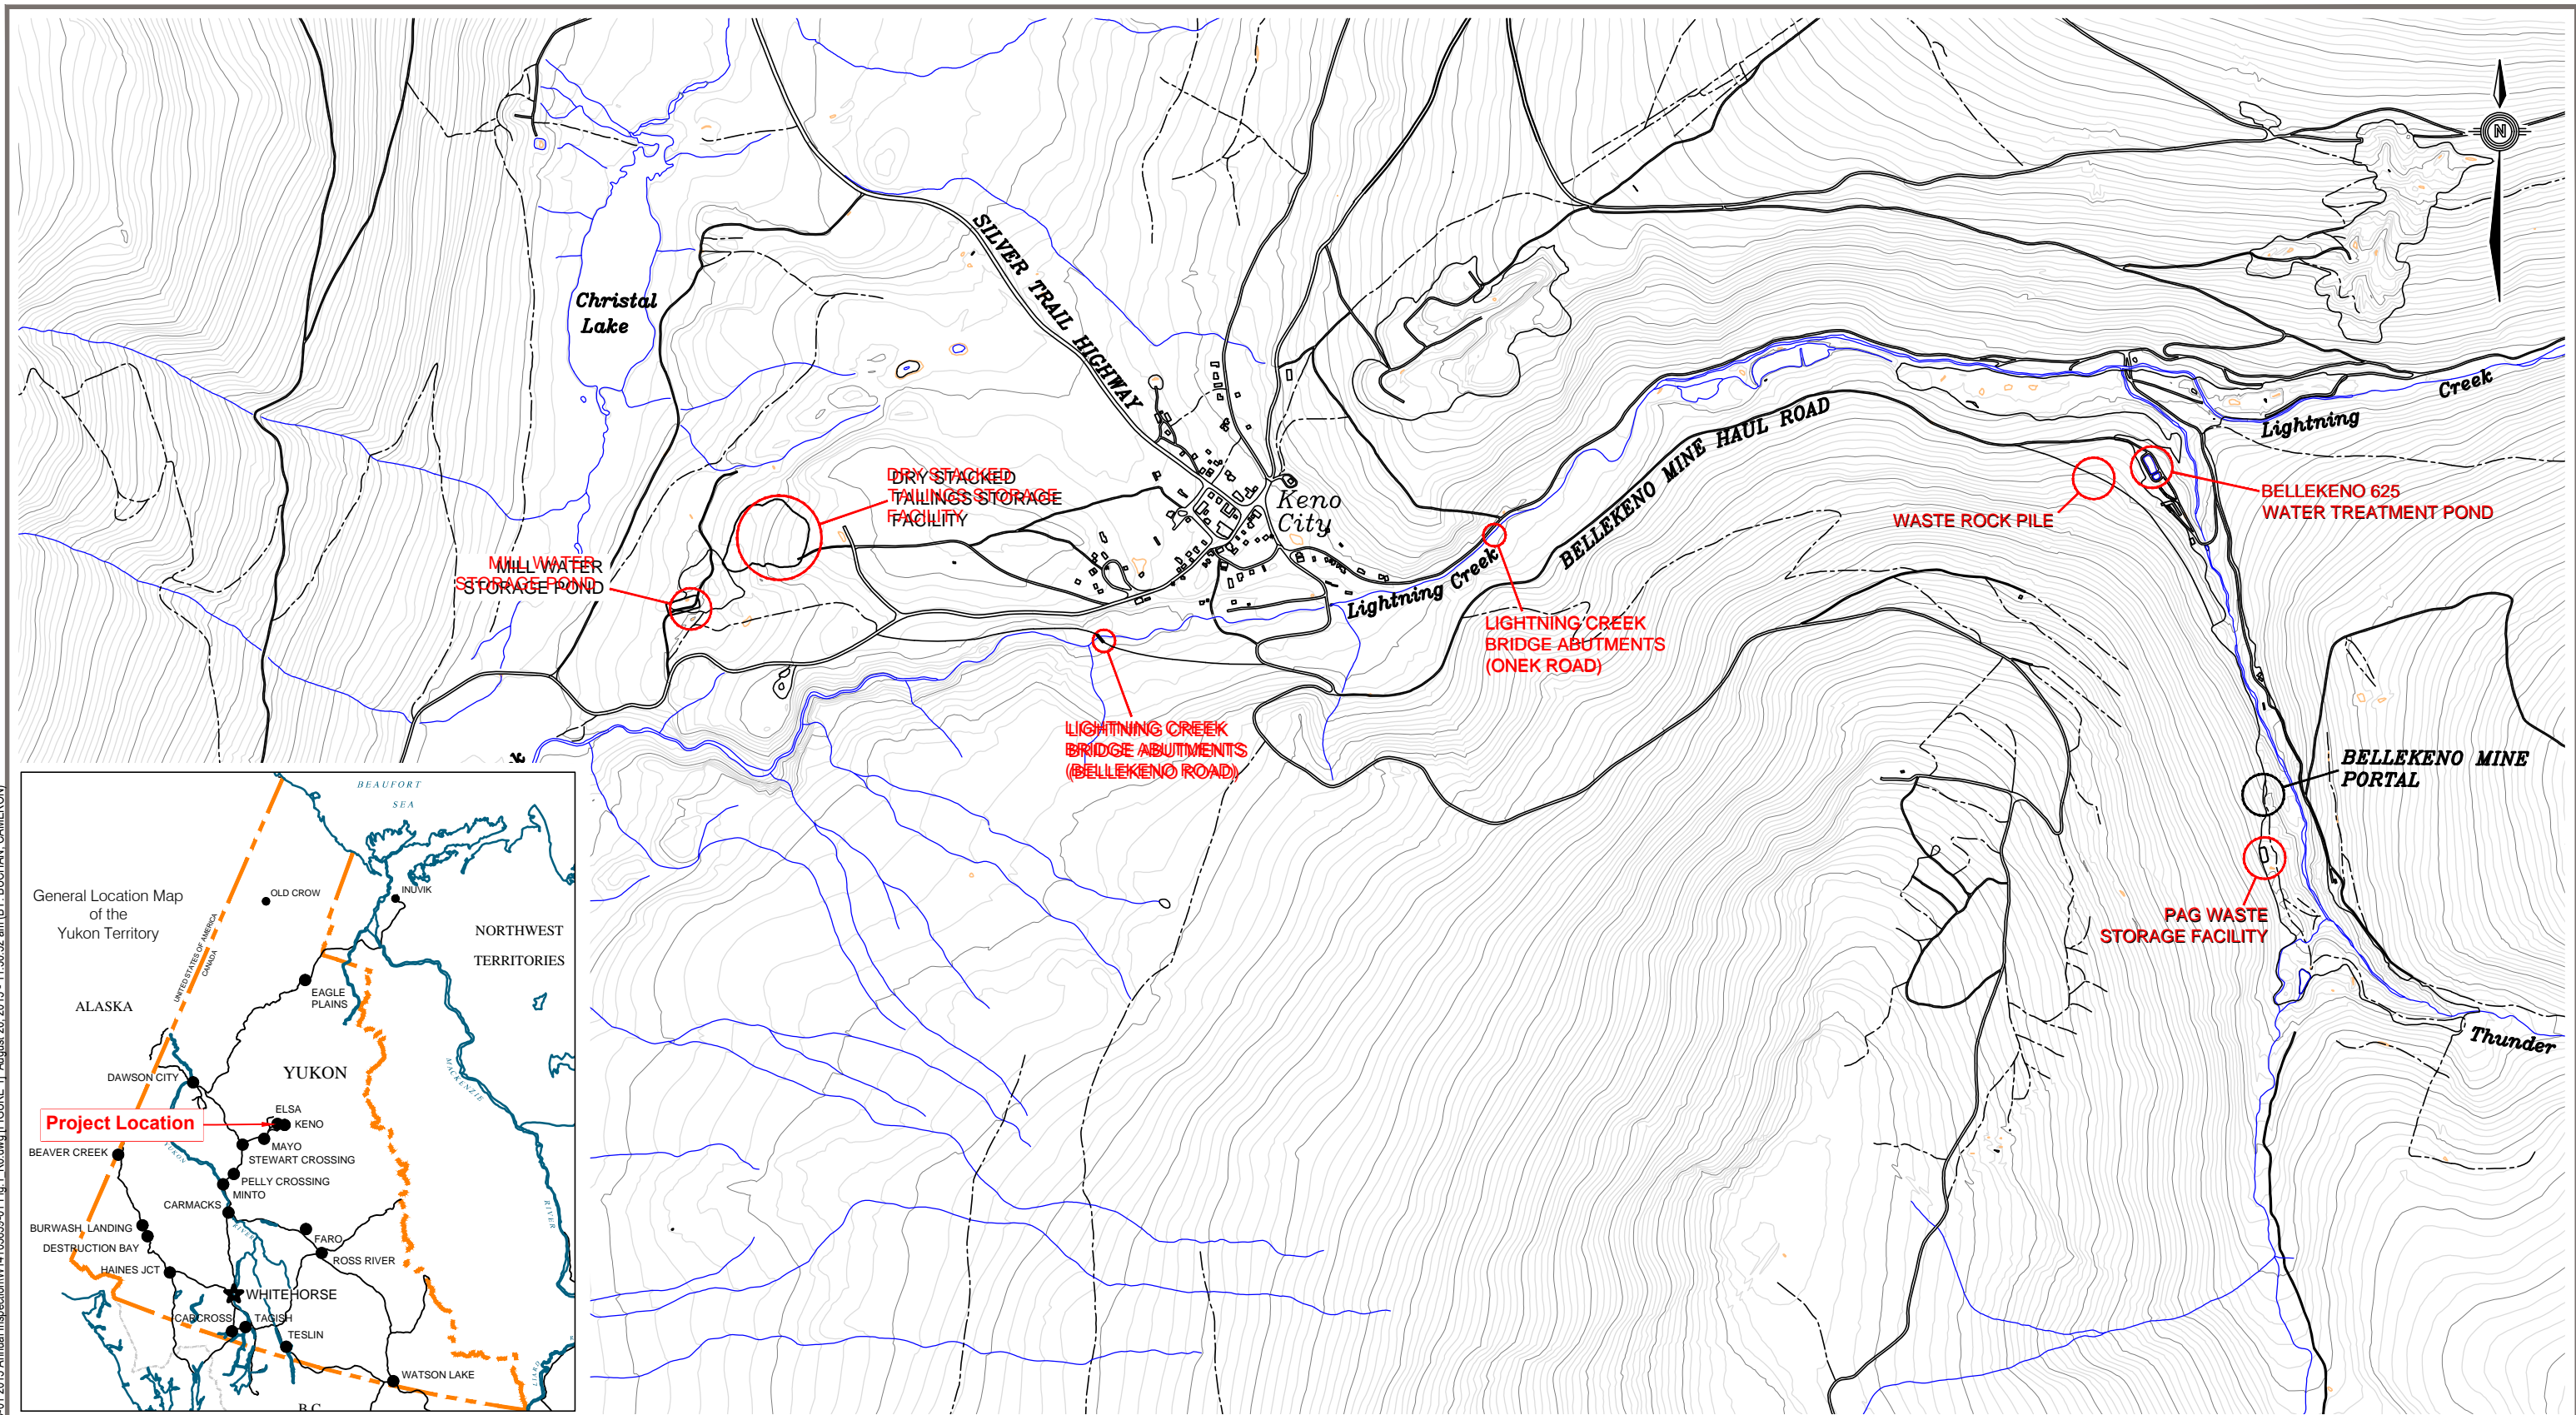 N
SILVER TRAIL HIGHWAY
Christal
Lake
Creek
Lightning
BELLEKENO MINE HAUL ROAD
DRY STACKED
TAILINGS STORAGE
FACILITY
Keno
City
BELLEKENO 625
WATER TREATMENT POND
WASTE ROCK PILE
MILL WATER
STORAGE POND
Lightning Creek
LIGHTNING CREEK
BRIDGE ABUTMENTS
(ONEK ROAD)
LIGHTNING CREEK
BRIDGE ABUTMENTS
(BELLEKENO ROAD)
BELLEKENO MINE
PORTAL
PAG WASTE
STORAGE FACILITY
Thunder
BEAUFORT
SEA
General Location Map
of the
Yukon Territory
OLD CROW
INUVIK
UNITED STATES OF AMERICA
CANADA
NORTHWEST
TERRITORIES
EAGLE
PLAINS
ALASKA
MACKENZIE
RIVER
YUKON
DAWSON CITY
ELSA
KENO
Project Location
MAYO
BEAVER CREEK
YUKON
STEWART CROSSING
PELLY CROSSING
MINTO
CARMACKS
RIVER
BURWASH LANDING
FARO
DESTRUCTION BAY
ROSS RIVER
HAINES JCT
WHITEHORSE
CARCROSS
TAGISH
TESLIN
WATSON LAKE
B.C.